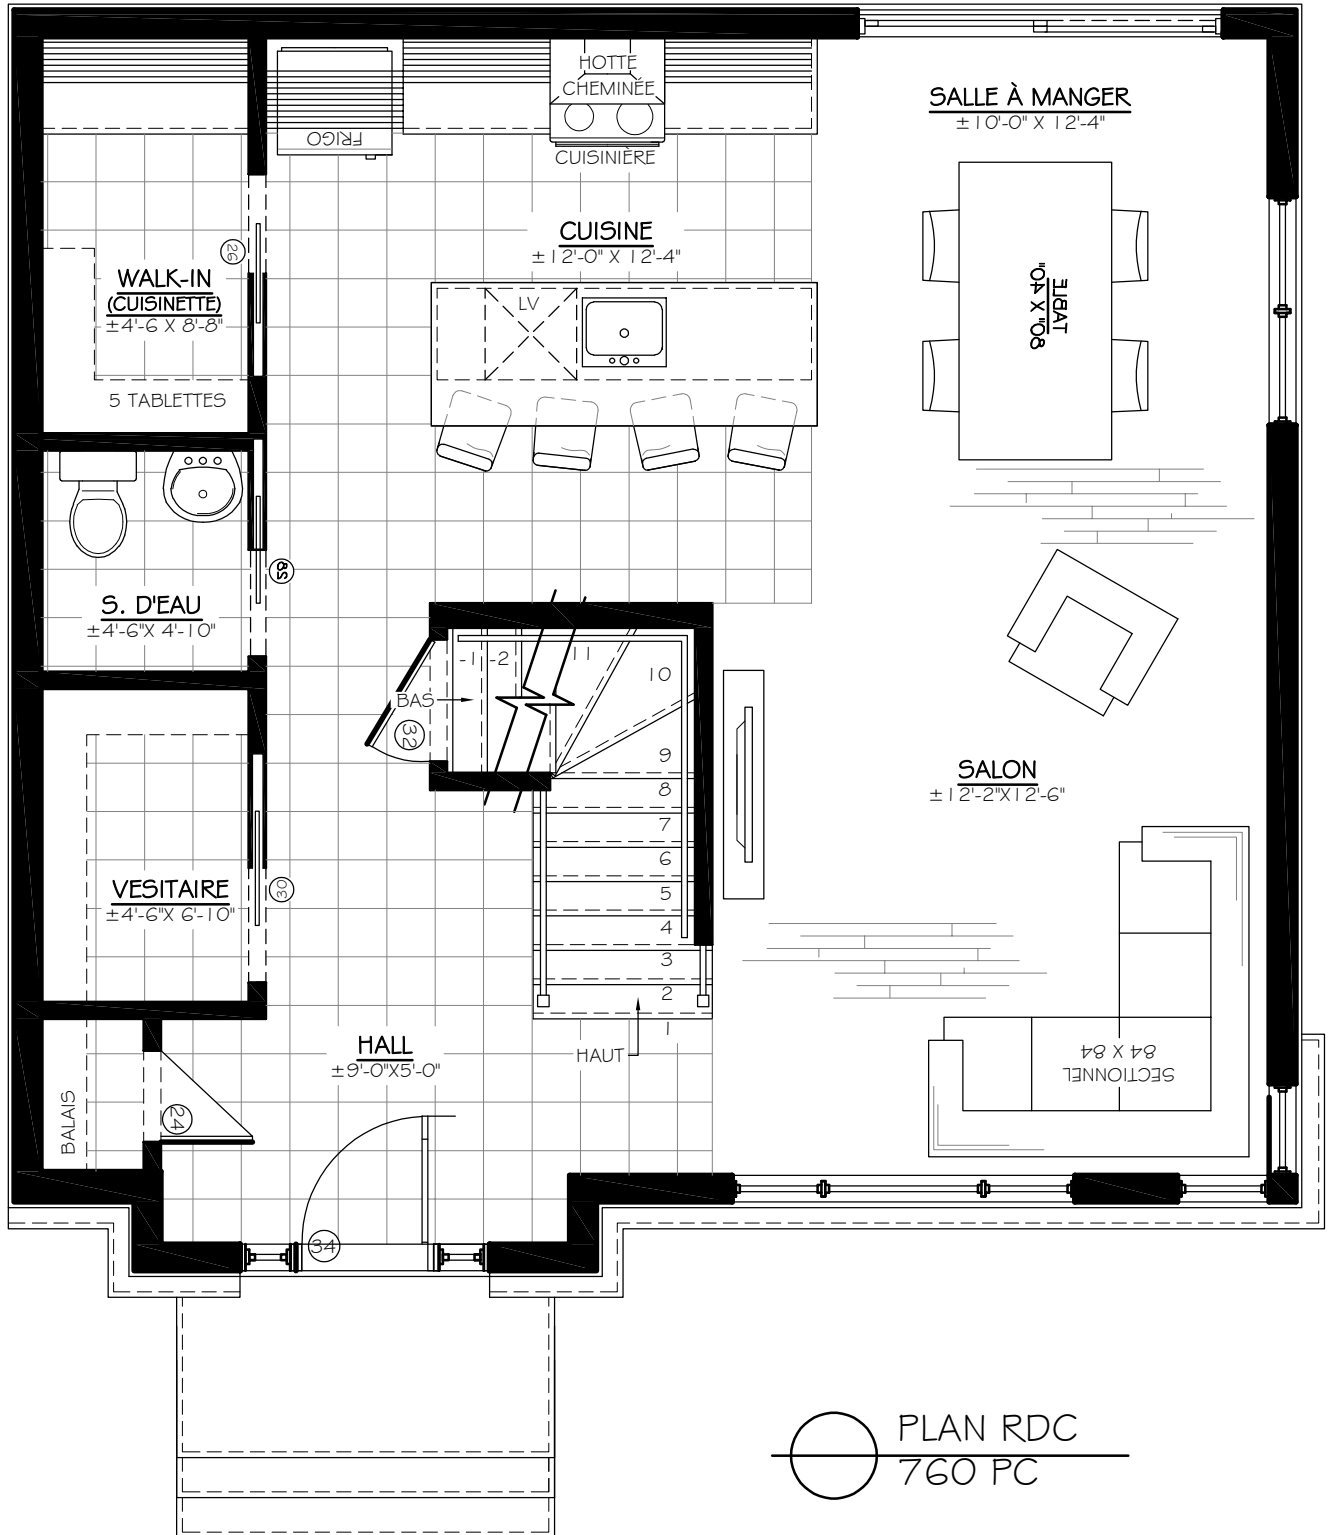 HOTTE
CHEMINÉE
FRIGO
CUISINIÈRE
SALLE À MANGER
±10'-0" X 12'-4"
CUISINE
±12'-0" X 12'-4"
26
WALK-IN
(CUISINETTE)
±4'-6 X 8'-8"
5 TABLETTES
LV
TABLE
80" X 40"
28
S. D'EAU
±4'-6"X 4'-10"
-1 -2
11
10
BAS
32
9
8
7
6
5
4
3
2
1
SALON
±12'-2"X12'-6"
VESITAIRE
±4'-6"X 6'-10"
30
HALL
±9'-0"X5'-0"
HAUT
SECTIONNEL
84 X 84
BALAIS
24
34
PLAN RDC
760 PC